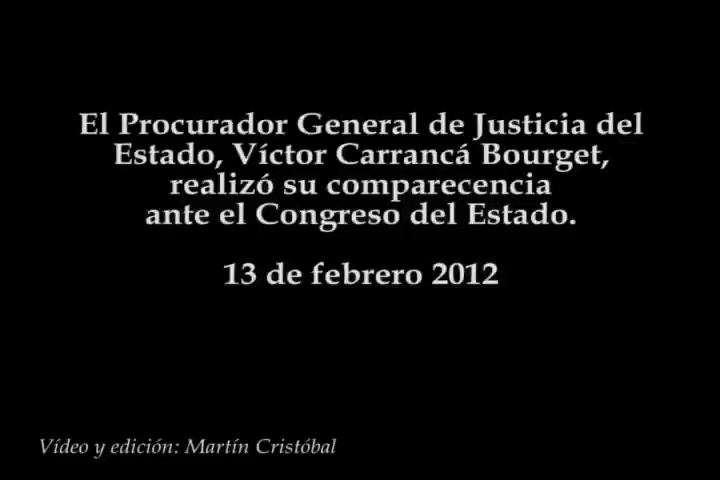 El Procurador General de Justicia del
Estado, Víctor Carrancá Bourget,
realizó su comparecencia
ante el Congreso del Estado.
13 de febrero 2012
Vídeo y edición: Martín Cristóbal